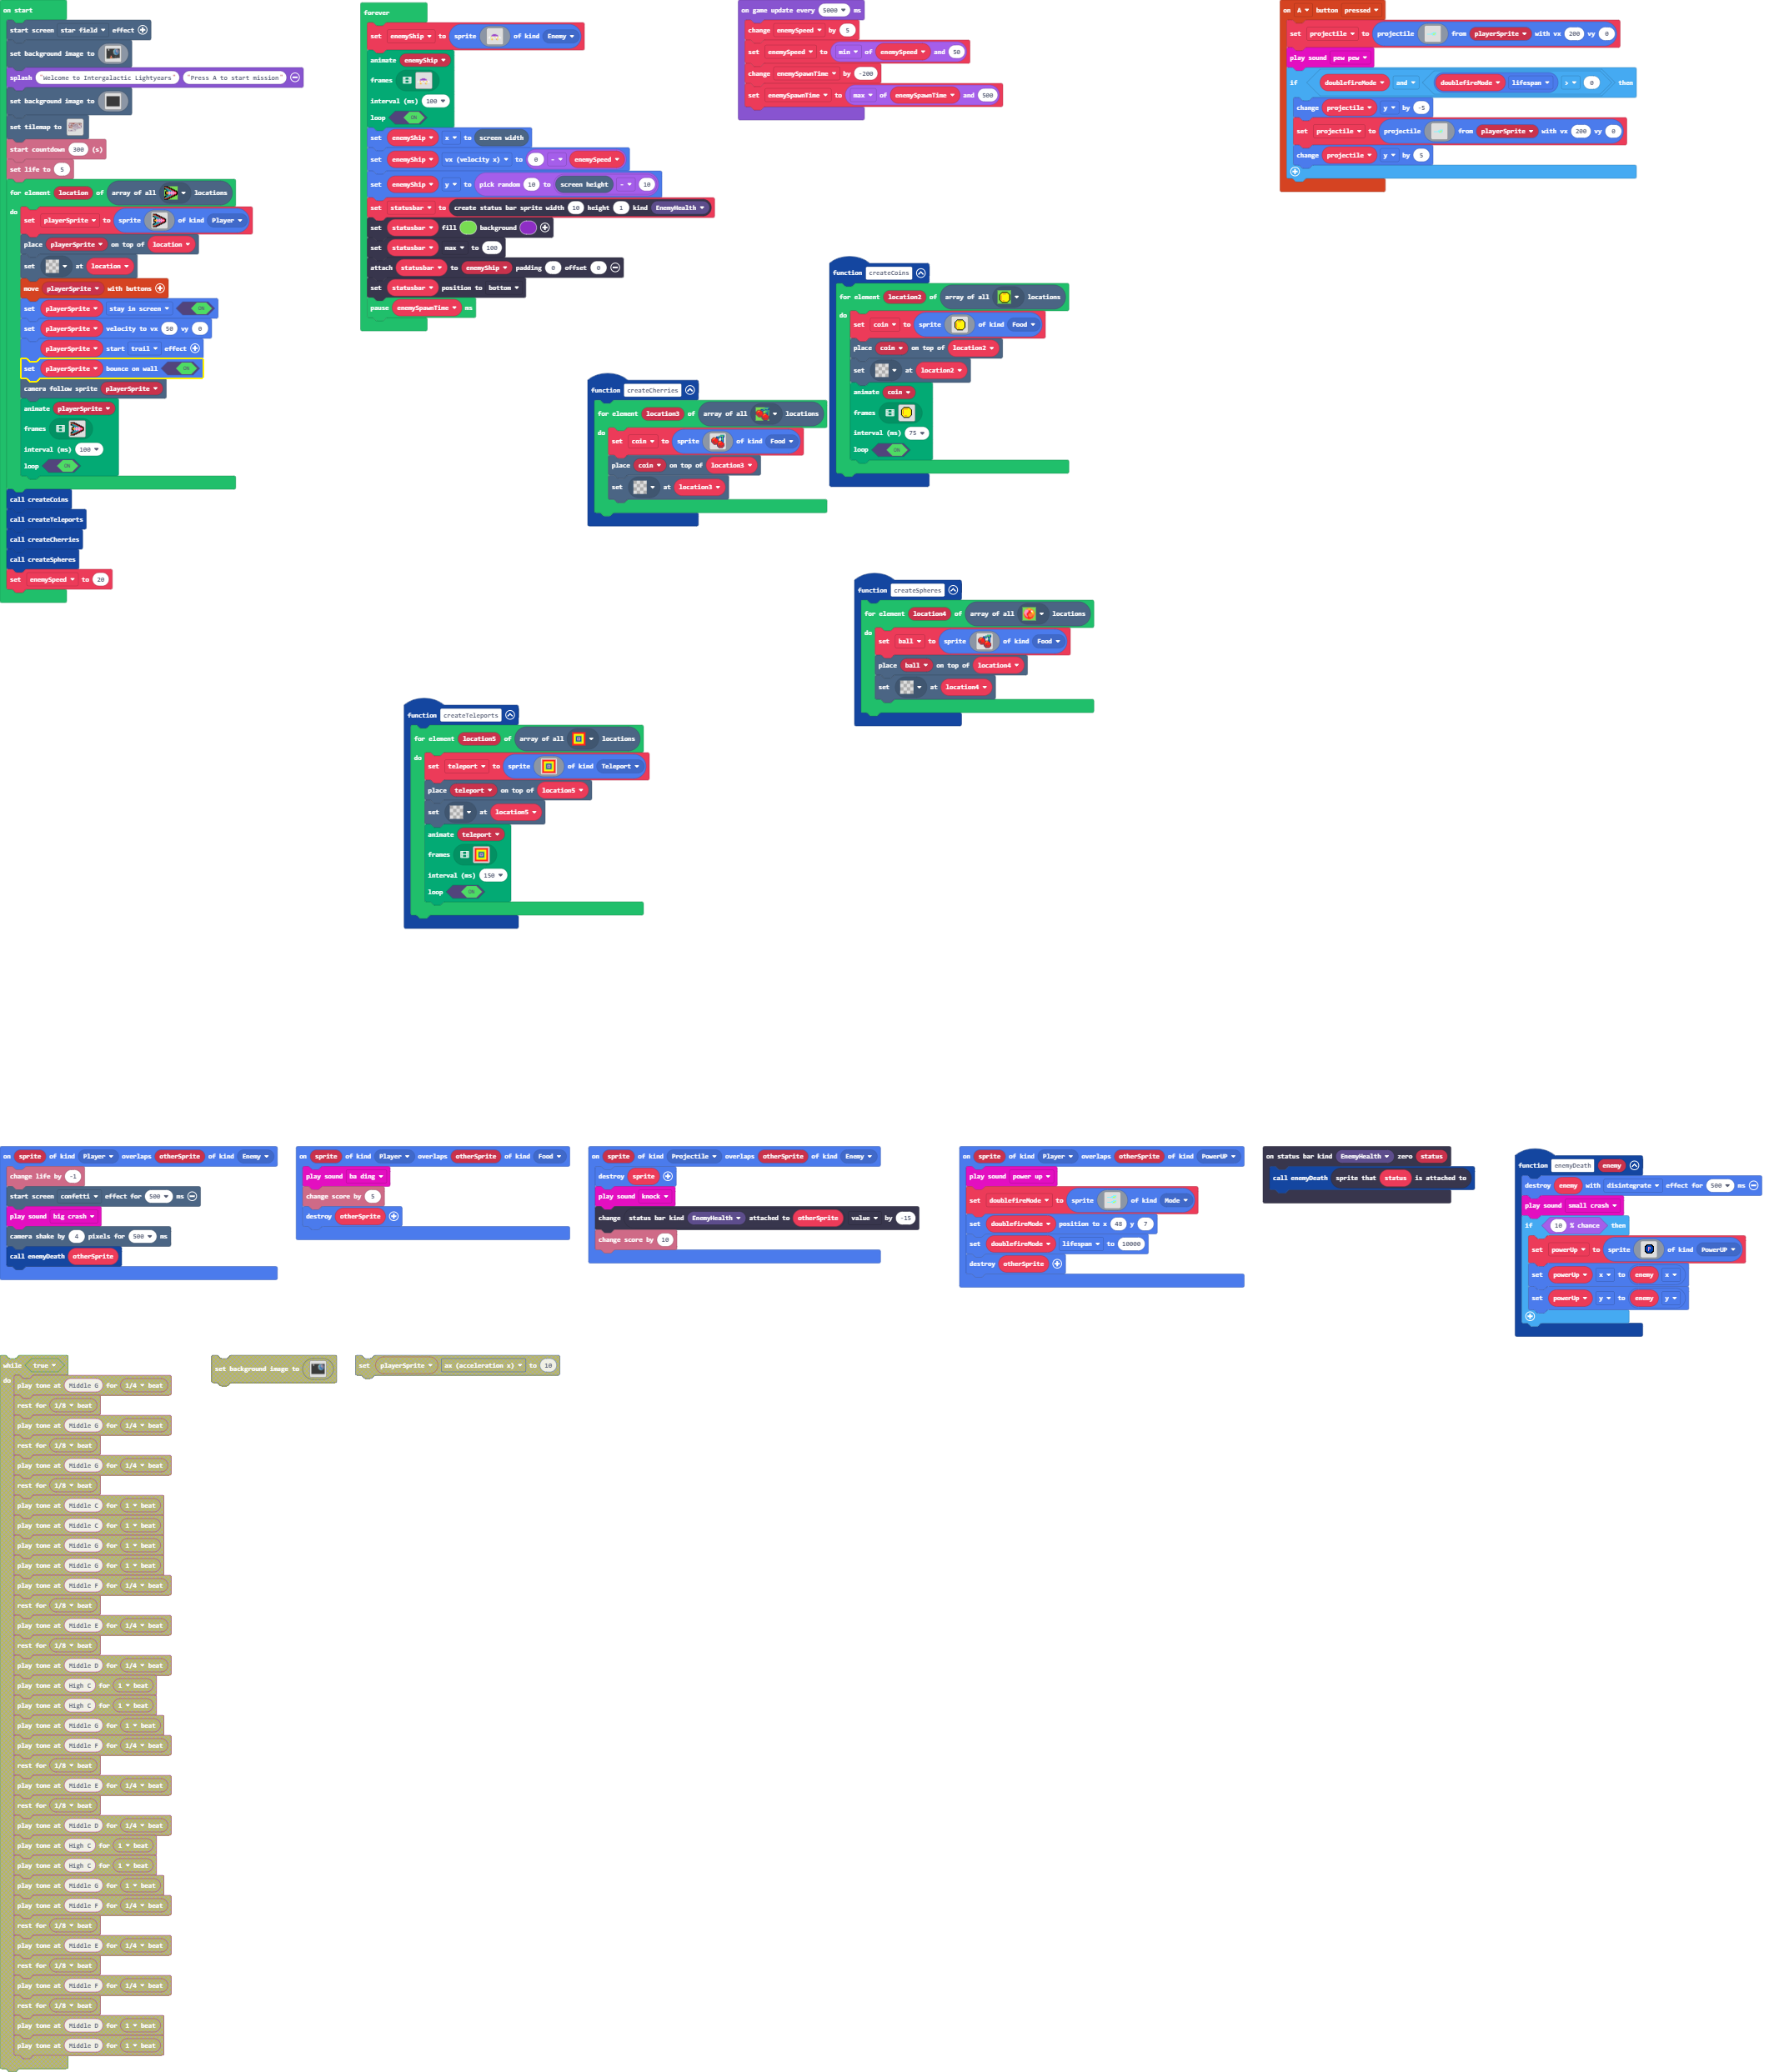 on start
start screen star field effect
set background image to
splash "Welcome to Intergalactic Lightyears" "Press A to start mission"
set background image to
set tilemap to
start countdown 300 (s)
set life to 5
for element location of array of all locations
do
set playerSprite to sprite of kind Player
place playerSprite on top of location
set at location
move playerSprite with buttons
set playerSprite stay in screen ON
set playerSprite velocity to vx 50 vy 0
playerSprite start trail effect
set playerSprite bounce on wall ON
camera follow sprite playerSprite
animate playerSprite
frames
interval (ms) 100
loop ON
call createCoins
call createTeleports
call createCherries
call createSpheres
set enemySpeed to 20
forever
set enemyShip to sprite of kind Enemy
animate enemyShip
frames
interval (ms) 100
loop ON
set enemyShip x to screen width
set enemyShip vx (velocity x) to 0 - enemySpeed
set enemyShip y to pick random 10 to screen height - 10
set statusbar to create status bar sprite width 10 height 1 kind EnemyHealth
set statusbar fill background
set statusbar max to 100
attach statusbar to enemyShip padding 0 offset 0
set statusbar position to bottom
pause enemySpawnTime ms
on game update every 5000 ms
change enemySpeed by 5
set enemySpeed to min of enemySpeed and 50
change enemySpawnTime by -200
set enemySpawnTime to max of enemySpawnTime and 500
on A button pressed
set projectile to projectile from playerSprite with vx 200 vy 0
play sound pew pew
if doublefireMode and doublefireMode lifespan > 0 then
change projectile y by -5
set projectile to projectile from playerSprite with vx 200 vy 0
change projectile y by 5
function createCoins
for element location2 of array of all locations
do
set coin to sprite of kind Food
place coin on top of location2
set at location2
animate coin
frames
interval (ms) 75
loop ON
function createCherries
for element location3 of array of all locations
do
set coin to sprite of kind Food
place coin on top of location3
set at location3
function createSpheres
for element location4 of array of all locations
do
set ball to sprite of kind Food
place ball on top of location4
set at location4
function createTeleports
for element location5 of array of all locations
do
set teleport to sprite of kind Teleport
place teleport on top of location5
set at location5
animate teleport
frames
interval (ms) 150
loop ON
on sprite of kind Player overlaps otherSprite of kind Enemy
change life by -1
start screen confetti effect for 500 ms
play sound big crash
camera shake by 4 pixels for 500 ms
call enemyDeath otherSprite
on sprite of kind Player overlaps otherSprite of kind Food
play sound ba ding
change score by 5
destroy otherSprite
on sprite of kind Projectile overlaps otherSprite of kind Enemy
destroy sprite
play sound knock
change status bar kind EnemyHealth attached to otherSprite value by -15
change score by 10
on sprite of kind Player overlaps otherSprite of kind PowerUP
play sound power up
set doublefireMode to sprite of kind Mode
set doublefireMode position to x 48 y 7
set doublefireMode lifespan to 10000
destroy otherSprite
on status bar kind EnemyHealth zero status
call enemyDeath sprite that status is attached to
function enemyDeath enemy
destroy enemy with disintegrate effect for 500 ms
play sound small crash
if 10 % chance then
set powerUp to sprite of kind PowerUP
set powerUp x to enemy x
set powerUp y to enemy y
while true
do
play tone at Middle G for 1/4 beat
rest for 1/8 beat
play tone at Middle G for 1/4 beat
rest for 1/8 beat
play tone at Middle G for 1/4 beat
rest for 1/8 beat
play tone at Middle C for 1 beat
play tone at Middle C for 1 beat
play tone at Middle G for 1 beat
play tone at Middle G for 1 beat
play tone at Middle F for 1/4 beat
rest for 1/8 beat
play tone at Middle E for 1/4 beat
rest for 1/8 beat
play tone at Middle D for 1/4 beat
play tone at High C for 1 beat
play tone at High C for 1 beat
play tone at Middle G for 1 beat
play tone at Middle F for 1/4 beat
rest for 1/8 beat
play tone at Middle E for 1/4 beat
rest for 1/8 beat
play tone at Middle D for 1/4 beat
play tone at High C for 1 beat
play tone at High C for 1 beat
play tone at Middle G for 1 beat
play tone at Middle F for 1/4 beat
rest for 1/8 beat
play tone at Middle E for 1/4 beat
rest for 1/8 beat
play tone at Middle F for 1/4 beat
rest for 1/8 beat
play tone at Middle D for 1 beat
play tone at Middle D for 1 beat
set background image to
set playerSprite ax (acceleration x) to 10